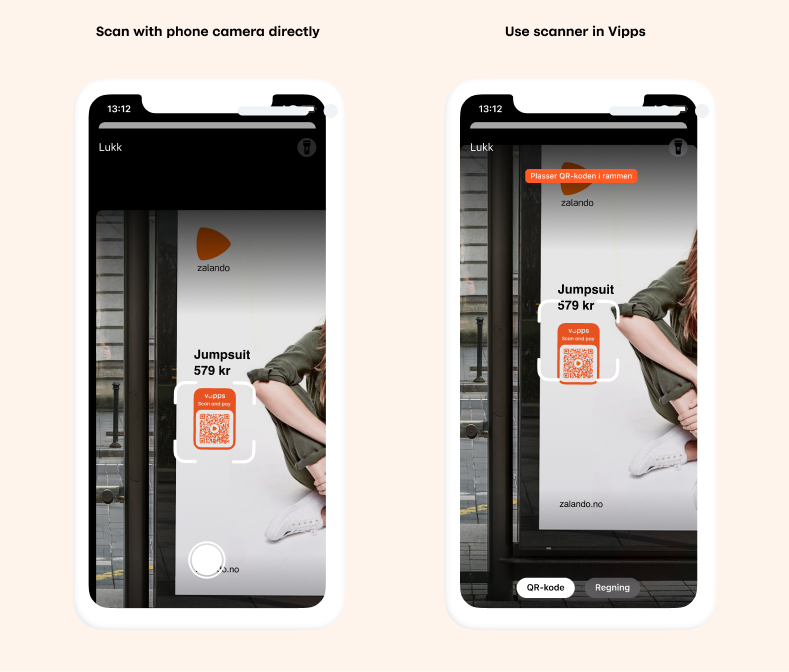 Scan with phone camera directly
Use scanner in Vipps
13:12
Lukk
zalando
Jumpsuit
579 kr
vipps
Scan and pay
do.no
13:12
Lukk
Plasser QR-koden i rammen
zalando
Jumpsuit
579 kr
vipps
Scan and pay
zalando.no
QR-kode
Regning